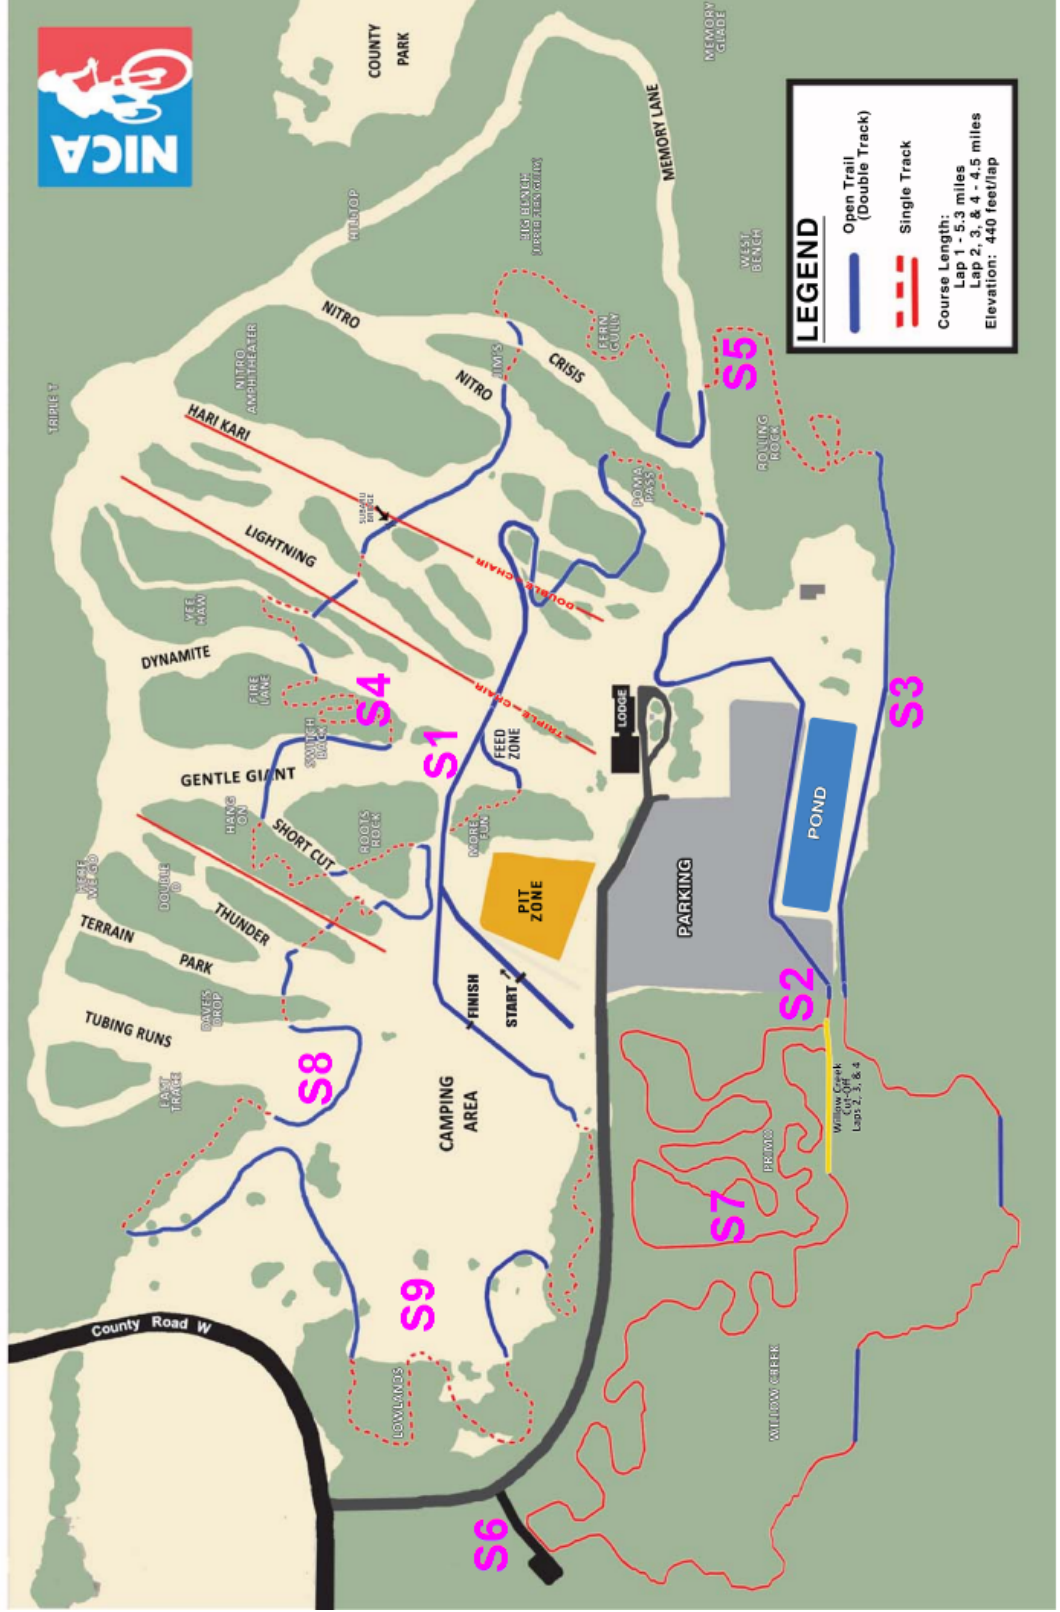 NICA
COUNTY
PARK
MEMORY
GLADE
MEMORY LANE
HILLTOP
BIG BENCH
TRIPLE T
NITRO
AMPHITHEATER
NITRO
NITRO
JIM'S
CRISIS
FERN
GULLY
WEST
BENCH
LEGEND
Open Trail
(Double Track)
Single Track
Course Length:
Lap 1 - 5.3 miles
Lap 2, 3, & 4 - 4.5 miles
Elevation: 440 feet/lap
HARI KARI
SUBARU
BRIDGE
LIGHTNING
DOUBLE CHAIR
POMA
PASS
ROLLING
ROCK
S5
YEE
HAW
DYNAMITE
FIRE
LANE
SWITCH
BACK
S4
S1
TRIPLE CHAIR
FEED
ZONE
LODGE
S3
GENTLE GIANT
HANG
ON
SHORT CUT
ROOTS
ROCK
MORE
FUN
PIT
ZONE
PARKING
POND
HERE
WE GO
DOUBLE
D
THUNDER
TERRAIN
PARK
DAVE'S
DROP
TUBING RUNS
EAST
TRACE
S8
FINISH
START
S2
CAMPING
AREA
Willow Creek
Cut-Off
Laps 2, 3, & 4
PRIMO
S7
S9
County Road W
LOWLANDS
WILLOW CREEK
S6